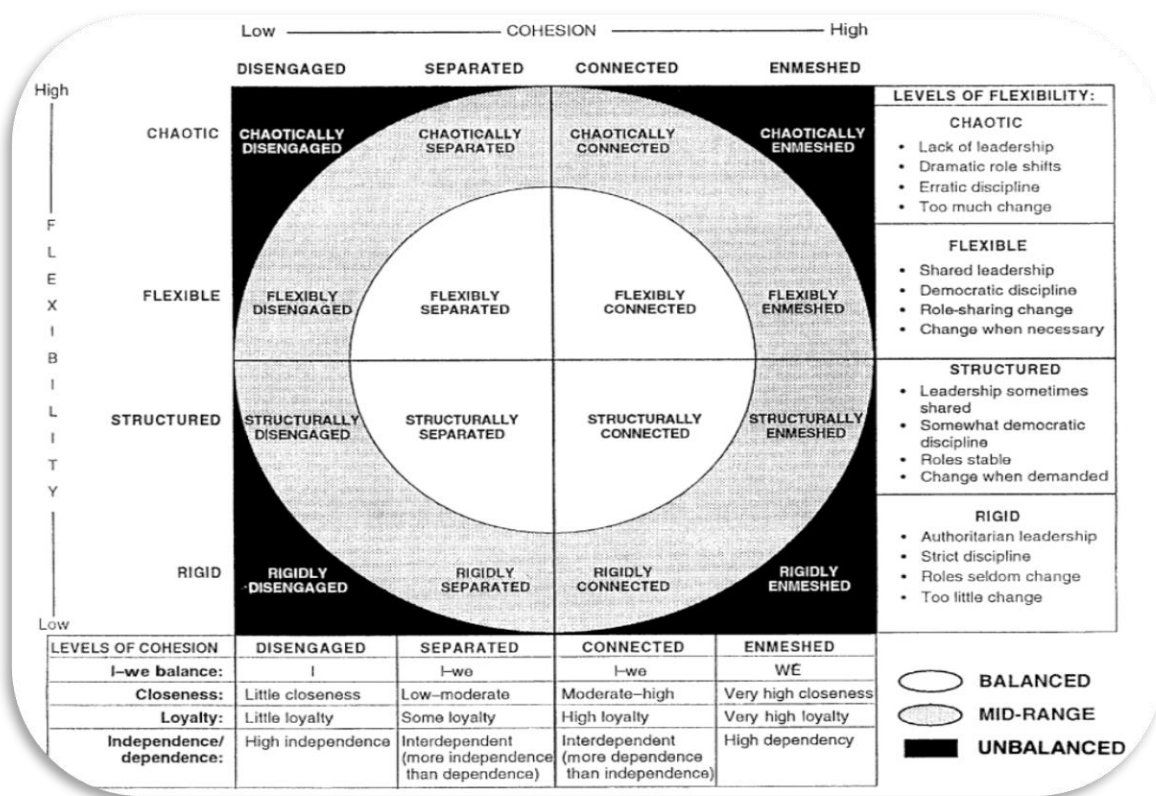 Low COHESION High
DISENGAGED SEPARATED CONNECTED ENMESHED
High
FLEXIBILITY
Low
CHAOTIC
CHAOTICALLY
DISENGAGED
CHAOTICALLY
SEPARATED
CHAOTICALLY
CONNECTED
CHAOTICALLY
ENMESHED
FLEXIBLE
FLEXIBLY
DISENGAGED
FLEXIBLY
SEPARATED
FLEXIBLY
CONNECTED
FLEXIBLY
ENMESHED
STRUCTURED
STRUCTURALLY
DISENGAGED
STRUCTURALLY
SEPARATED
STRUCTURALLY
CONNECTED
STRUCTURALLY
ENMESHED
RIGID
RIGIDLY
DISENGAGED
RIGIDLY
SEPARATED
RIGIDLY
CONNECTED
RIGIDLY
ENMESHED
LEVELS OF FLEXIBILITY:
CHAOTIC
• Lack of leadership
• Dramatic role shifts
• Erratic discipline
• Too much change
FLEXIBLE
• Shared leadership
• Democratic discipline
• Role-sharing change
• Change when necessary
STRUCTURED
• Leadership sometimes
shared
• Somewhat democratic
discipline
• Roles stable
• Change when demanded
RIGID
• Authoritarian leadership
• Strict discipline
• Roles seldom change
• Too little change
LEVELS OF COHESION DISENGAGED SEPARATED CONNECTED ENMESHED
I–we balance: I I–we I–we WE
Closeness: Little closeness Low–moderate Moderate–high Very high closeness
Loyalty: Little loyalty Some loyalty High loyalty Very high loyalty
Independence/
dependence:
High independence
Interdependent
(more independence
than dependence)
Interdependent
(more dependence
than independence)
High dependency
BALANCED
MID-RANGE
UNBALANCED